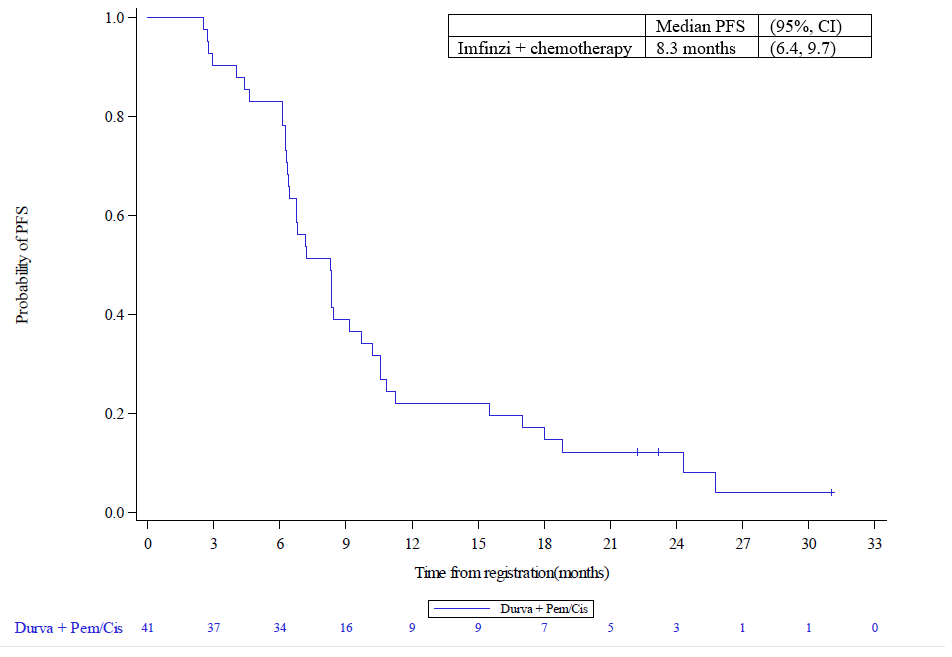 Median PFS (95%, CI)
Imfinzi + chemotherapy 8.3 months (6.4, 9.7)
1.0
0.8
0.6
0.4
0.2
0.0
Probability of PFS
0 3 6 9 12 15 18 21 24 27 30 33
Time from registration(months)
Durva + Pem/Cis
Durva + Pem/Cis 41 37 34 16 9 9 7 5 3 1 1 0